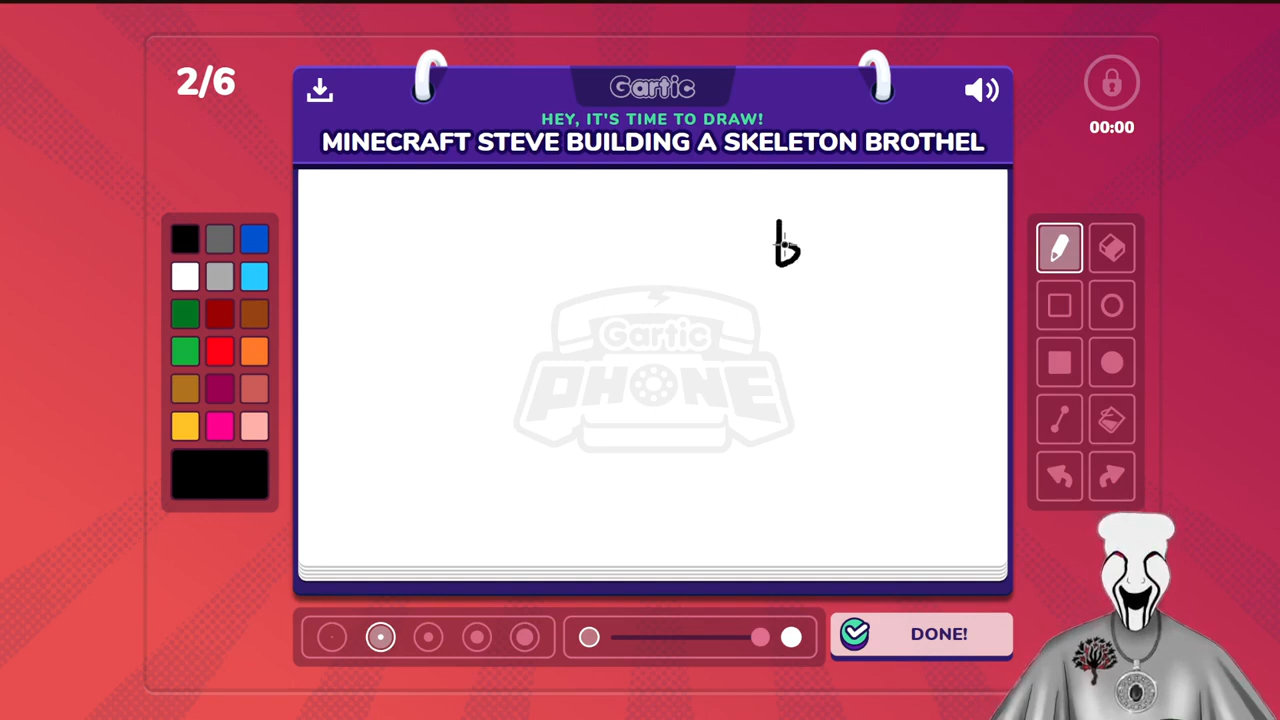 2/6
Gartic
HEY, IT'S TIME TO DRAW!
MINECRAFT STEVE BUILDING A SKELETON BROTHEL
00:00
b
Gartic
PHONE
DONE!